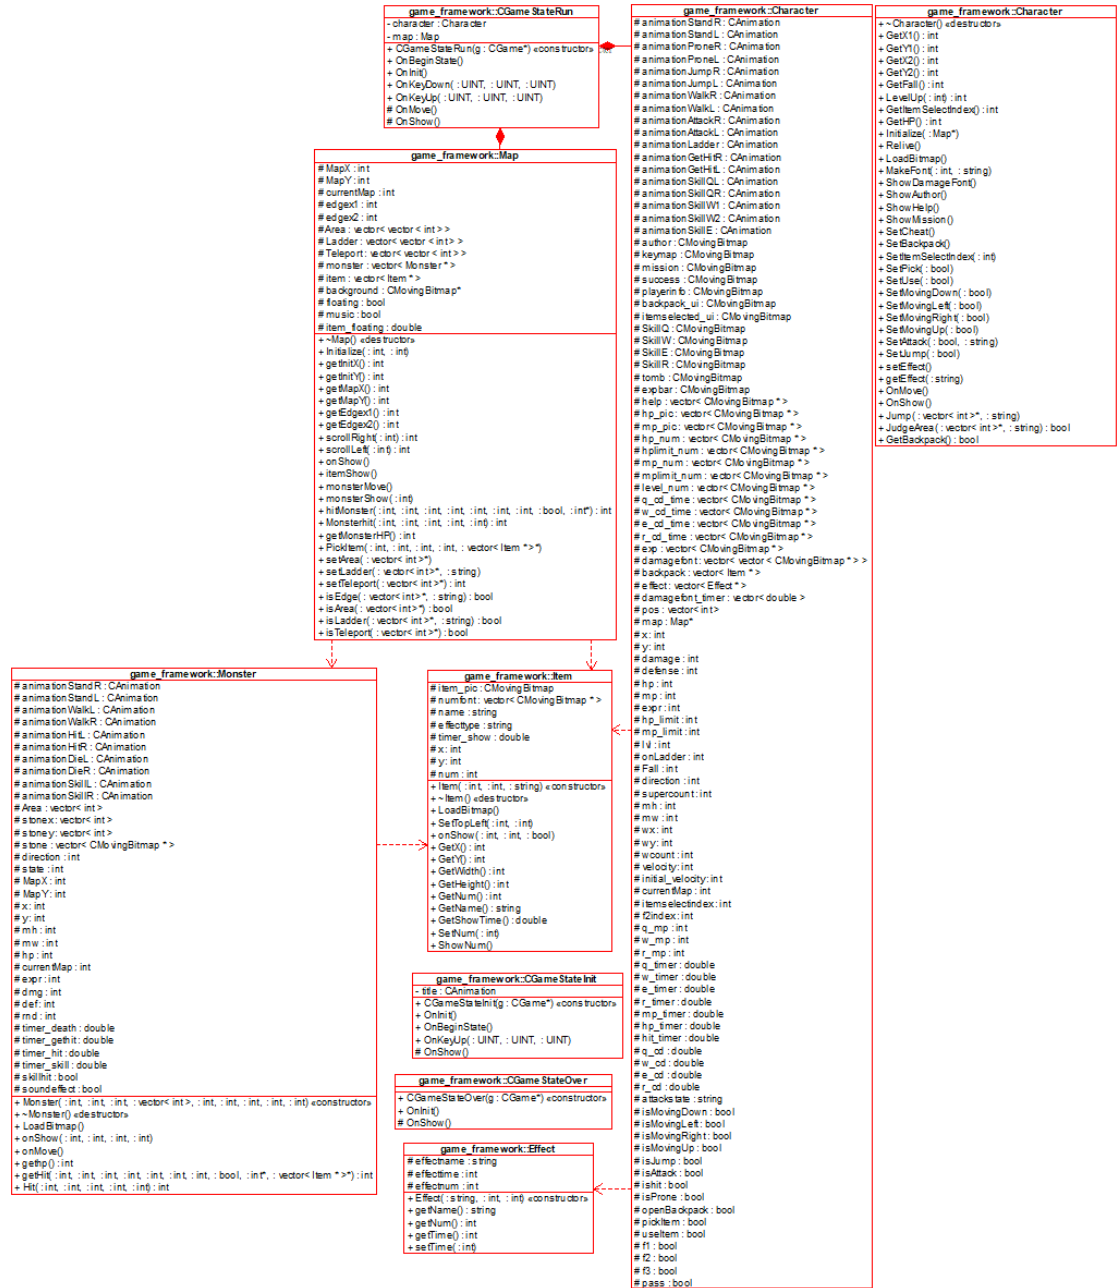 game_framework::CGameStateRun
- character : Character
- map : Map
+ CGameStateRun(g : CGame*) «constructor»
+ OnBeginState()
+ OnInit()
+ OnKeyDown( : UINT, : UINT, : UINT)
+ OnKeyUp( : UINT, : UINT, : UINT)
# OnMove()
# OnShow()
game_framework::Map
# MapX : int
# MapY : int
# currentMap : int
# edgex1 : int
# edgex2 : int
# Area : vector< vector < int > >
# Ladder : vector< vector < int > >
# Teleport : vector< vector < int > >
# monster : vector< Monster * >
# item : vector< Item * >
# background : CMovingBitmap*
# floating : bool
# music : bool
# item_floating : double
+ ~Map() «destructor»
+ Initialize( : int, : int)
+ getInitX() : int
+ getInitY() : int
+ getMapX() : int
+ getMapY() : int
+ getEdgex1() : int
+ getEdgex2() : int
+ scrollRight( : int) : int
+ scrollLeft( : int) : int
+ onShow()
+ itemShow()
+ monsterMove()
+ monsterShow( : int)
+ hitMonster( : int, : int, : int, : int, : int, : int, : int, : bool, : int*) : int
+ Monsterhit( : int, : int, : int, : int, : int) : int
+ getMonsterHP() : int
+ PickItem( : int, : int, : int, : int, : vector< Item * >*)
+ setArea( : vector< int >*)
+ setLadder( : vector< int >*, : string)
+ setTeleport( : vector< int >*) : int
+ isEdge( : vector< int >*, : string) : bool
+ isArea( : vector< int >*) : bool
+ isLadder( : vector< int >*, : string) : bool
+ isTeleport( : vector< int >*) : bool
game_framework::Monster
# animationStandR : CAnimation
# animationStandL : CAnimation
# animationWalkL : CAnimation
# animationWalkR : CAnimation
# animationHitL : CAnimation
# animationHitR : CAnimation
# animationDieL : CAnimation
# animationDieR : CAnimation
# animationSkillL : CAnimation
# animationSkillR : CAnimation
# Area : vector< int >
# stonex : vector< int >
# stoney : vector< int >
# stone : vector< CMovingBitmap * >
# direction : int
# state : int
# MapX : int
# MapY : int
# x : int
# y : int
# mh : int
# mw : int
# hp : int
# currentMap : int
# expr : int
# dmg : int
# def : int
# rnd : int
# timer_death : double
# timer_gethit : double
# timer_hit : double
# timer_skill : double
# skillhit : bool
# soundeffect : bool
+ Monster( : int, : int, : int, : vector< int >, : int, : int, : int, : int, : int) «constructor»
+ ~Monster() «destructor»
+ LoadBitmap()
+ onShow( : int, : int, : int, : int)
+ onMove()
+ gethp() : int
+ getHit( : int, : int, : int, : int, : int, : int, : int, : bool, : int*, : vector< Item * >*) : int
+ Hit( : int, : int, : int, : int, : int) : int
game_framework::Item
# item_pic : CMovingBitmap
# numfont : vector< CMovingBitmap * >
# name : string
# effecttype : string
# timer_show : double
# x : int
# y : int
# num : int
+ Item( : int, : int, : string) «constructor»
+ ~Item() «destructor»
+ LoadBitmap()
+ SetTopLeft( : int, : int)
+ onShow( : int, : int, : bool)
+ GetX() : int
+ GetY() : int
+ GetWidth() : int
+ GetHeight() : int
+ GetNum() : int
+ GetName() : string
+ GetShowTime() : double
+ SetNum( : int)
+ ShowNum()
game_framework::CGameStateInit
- title : CAnimation
+ CGameStateInit(g : CGame*) «constructor»
+ OnInit()
+ OnBeginState()
+ OnKeyUp( : UINT, : UINT, : UINT)
# OnShow()
game_framework::CGameStateOver
+ CGameStateOver(g : CGame*) «constructor»
+ OnInit()
# OnShow()
game_framework::Effect
# effectname : string
# effecttime : int
# effectnum : int
+ Effect( : string, : int, : int) «constructor»
+ getName() : string
+ getNum() : int
+ getTime() : int
+ setTime( : int)
game_framework::Character
# animationStandR : CAnimation
# animationStandL : CAnimation
# animationProneR : CAnimation
# animationProneL : CAnimation
# animationJumpR : CAnimation
# animationJumpL : CAnimation
# animationWalkR : CAnimation
# animationWalkL : CAnimation
# animationAttackR : CAnimation
# animationAttackL : CAnimation
# animationLadder : CAnimation
# animationGetHitR : CAnimation
# animationGetHitL : CAnimation
# animationSkillQL : CAnimation
# animationSkillQR : CAnimation
# animationSkillW1 : CAnimation
# animationSkillW2 : CAnimation
# animationSkillE : CAnimation
# author : CMovingBitmap
# keymap : CMovingBitmap
# mission : CMovingBitmap
# success : CMovingBitmap
# playerinfo : CMovingBitmap
# backpack_ui : CMovingBitmap
# itemselected_ui : CMovingBitmap
# SkillQ : CMovingBitmap
# SkillW : CMovingBitmap
# SkillE : CMovingBitmap
# SkillR : CMovingBitmap
# tomb : CMovingBitmap
# expbar : CMovingBitmap
# help : vector< CMovingBitmap * >
# hp_pic : vector< CMovingBitmap * >
# mp_pic : vector< CMovingBitmap * >
# hp_num : vector< CMovingBitmap * >
# hplimit_num : vector< CMovingBitmap * >
# mp_num : vector< CMovingBitmap * >
# mplimit_num : vector< CMovingBitmap * >
# level_num : vector< CMovingBitmap * >
# q_cd_time : vector< CMovingBitmap * >
# w_cd_time : vector< CMovingBitmap * >
# e_cd_time : vector< CMovingBitmap * >
# r_cd_time : vector< CMovingBitmap * >
# exp : vector< CMovingBitmap * >
# damagefont : vector< vector < CMovingBitmap * > >
# backpack : vector< Item * >
# effect : vector< Effect * >
# damagefont_timer : vector< double >
# pos : vector< int >
# map : Map*
# x : int
# y : int
# damage : int
# defense : int
# hp : int
# mp : int
# expr : int
# hp_limit : int
# mp_limit : int
# lvl : int
# onLadder : int
# Fall : int
# direction : int
# supercount : int
# mh : int
# mw : int
# wx : int
# wy : int
# wcount : int
# velocity : int
# initial_velocity : int
# currentMap : int
# itemselectindex : int
# f2index : int
# q_mp : int
# w_mp : int
# r_mp : int
# q_timer : double
# w_timer : double
# e_timer : double
# r_timer : double
# mp_timer : double
# hp_timer : double
# hit_timer : double
# q_cd : double
# w_cd : double
# e_cd : double
# r_cd : double
# attackstate : string
# isMovingDown : bool
# isMovingLeft : bool
# isMovingRight : bool
# isMovingUp : bool
# isJump : bool
# isAttack : bool
# ishit : bool
# isProne : bool
# openBackpack : bool
# pickItem : bool
# useItem : bool
# f1 : bool
# f2 : bool
# f3 : bool
# pass : bool
game_framework::Character
+ ~Character() «destructor»
+ GetX1() : int
+ GetY1() : int
+ GetX2() : int
+ GetY2() : int
+ GetFall() : int
+ LevelUp( : int) : int
+ GetItemSelectIndex() : int
+ GetHP() : int
+ Initialize( : Map*)
+ Relive()
+ LoadBitmap()
+ MakeFont( : int, : string)
+ ShowDamageFont()
+ ShowAuthor()
+ ShowHelp()
+ ShowMission()
+ SetCheat()
+ SetBackpack()
+ SetItemSelectIndex( : int)
+ SetPick( : bool)
+ SetUse( : bool)
+ SetMovingDown( : bool)
+ SetMovingLeft( : bool)
+ SetMovingRight( : bool)
+ SetMovingUp( : bool)
+ SetAttack( : bool, : string)
+ SetJump( : bool)
+ setEffect()
+ getEffect( : string)
+ OnMove()
+ OnShow()
+ Jump( : vector< int >*, : string)
+ JudgeArea( : vector< int >*, : string) : bool
+ GetBackpack() : bool